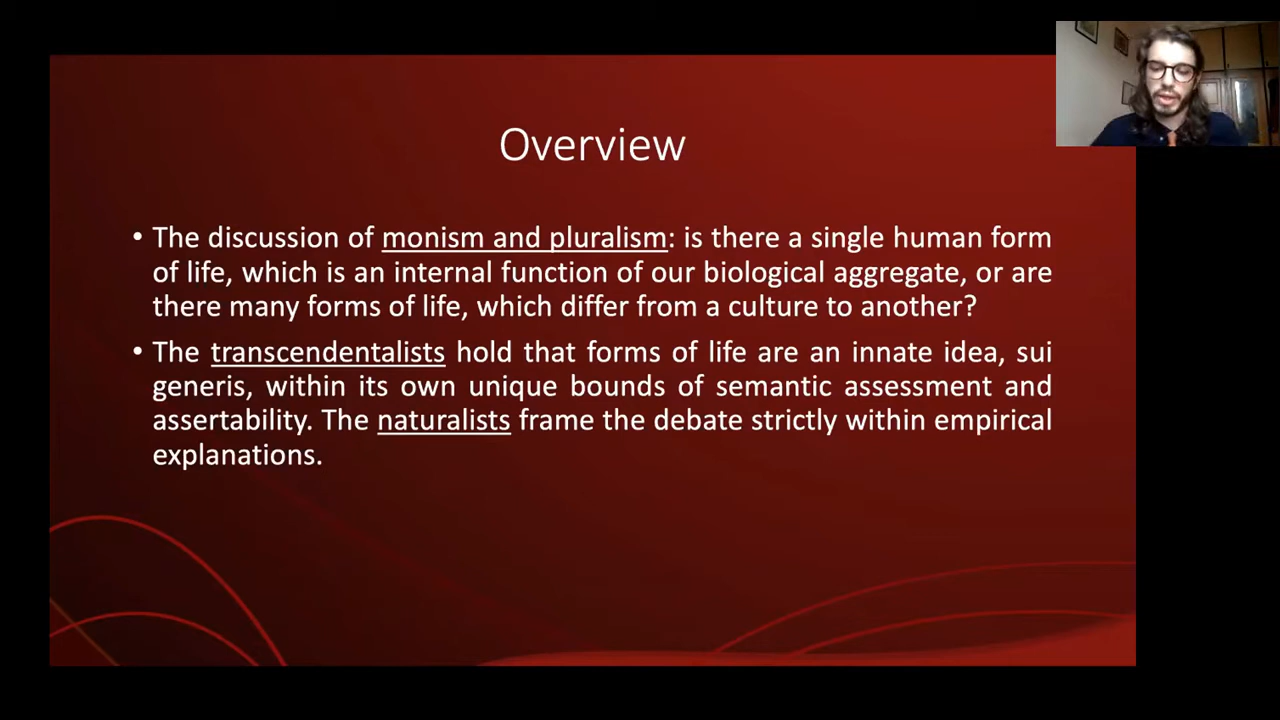 Overview
• The discussion of monism and pluralism: is there a single human form
of life, which is an internal function of our biological aggregate, or are
there many forms of life, which differ from a culture to another?
• The transcendentalists hold that forms of life are an innate idea, sui
generis, within its own unique bounds of semantic assessment and
assertability. The naturalists frame the debate strictly within empirical
explanations.